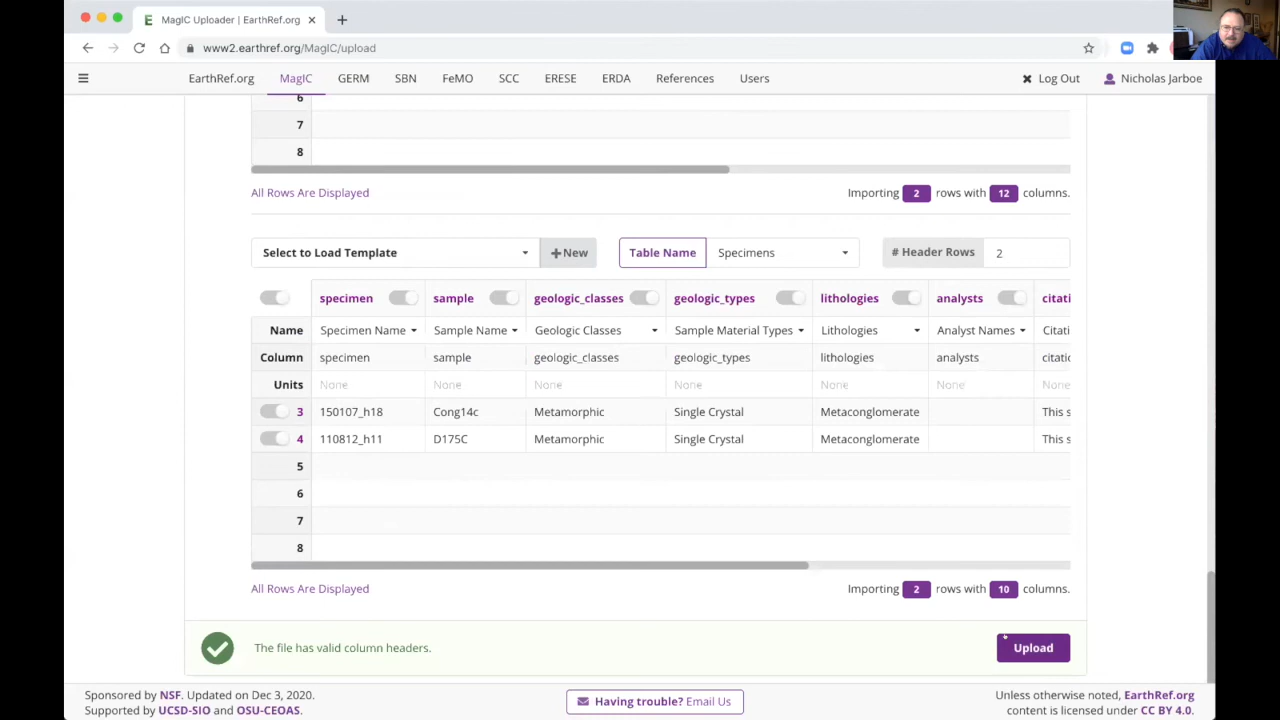 MagIC Uploader | EarthRef.org
www2.earthref.org/MagIC/upload
EarthRef.org MagIC GERM SBN FeMO SCC ERESE ERDA References Users Log Out Nicholas Jarboe
6
7
8
All Rows Are Displayed Importing 2 rows with 12 columns.
Select to Load Template New Table Name Specimens # Header Rows 2
specimen sample geologic_classes geologic_types lithologies analysts citati
Name Specimen Name Sample Name Geologic Classes Sample Material Types Lithologies Analyst Names Citati
Column specimen sample geologic_classes geologic_types lithologies analysts citatic
Units None None None None None None None
3 150107_h18 Cong14c Metamorphic Single Crystal Metaconglomerate This s
4 110812_h11 D175C Metamorphic Single Crystal Metaconglomerate This s
5
6
7
8
All Rows Are Displayed Importing 2 rows with 10 columns.
The file has valid column headers. Upload
Sponsored by NSF. Updated on Dec 3, 2020. Having trouble? Email Us Unless otherwise noted, EarthRef.org
Supported by UCSD-SIO and OSU-CEOAS. content is licensed under CC BY 4.0.